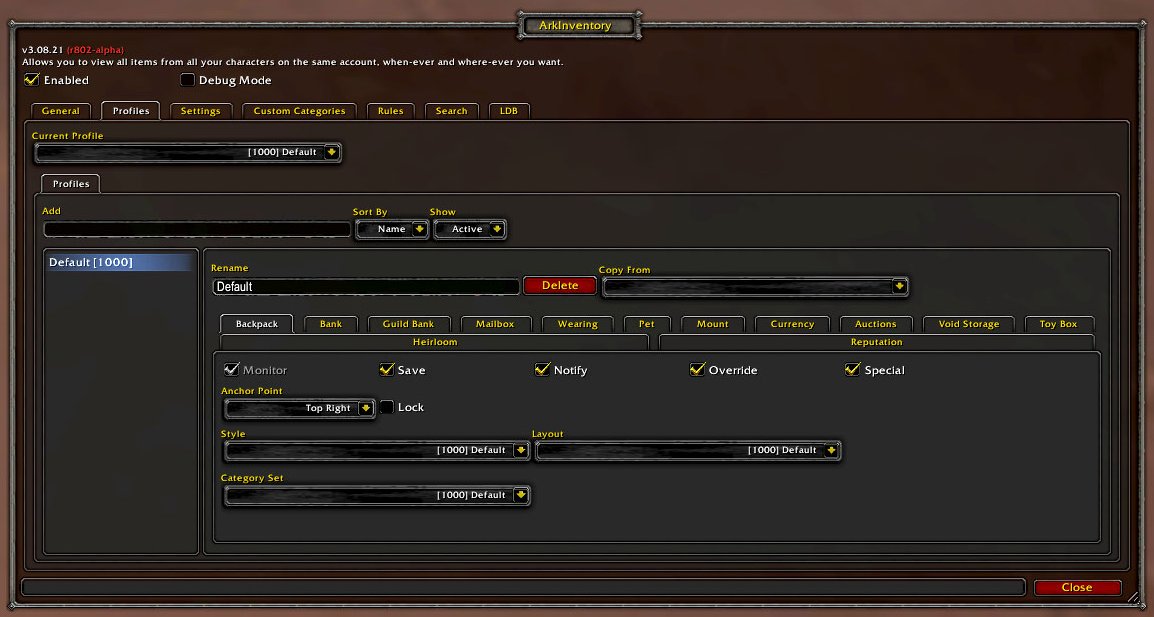 ArkInventory
v3.08.21 (r802-alpha)
Allows you to view all items from all your characters on the same account, when-ever and where-ever you want.
Enabled Debug Mode
General Profiles Settings Custom Categories Rules Search LDB
Current Profile
[1000] Default
Profiles
Add Sort By Show
Name Active
Default [1000]
Rename Copy From
Default Delete
Backpack Bank Guild Bank Mailbox Wearing Pet Mount Currency Auctions Void Storage Toy Box
Heirloom Reputation
Monitor Save Notify Override Special
Anchor Point
Top Right Lock
Style Layout
[1000] Default [1000] Default
Category Set
[1000] Default
Close